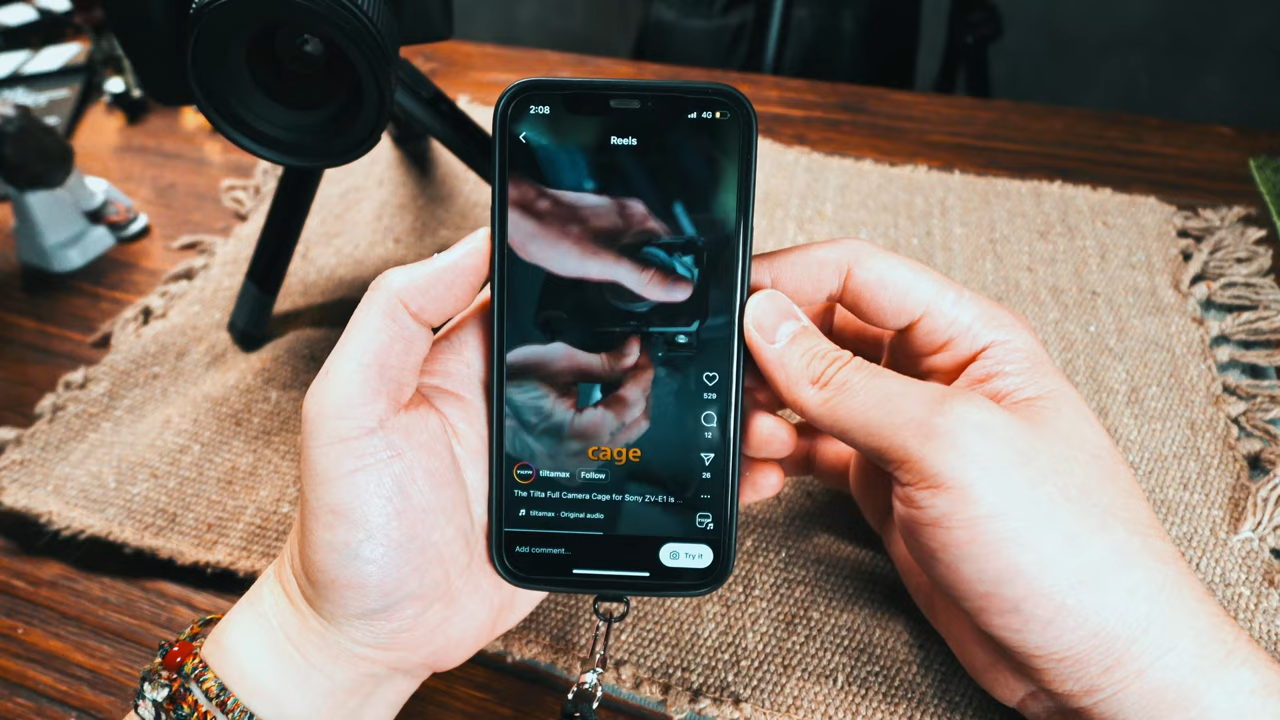 2:08
4G
Reels
529
12
cage
tiltamax Follow
26
The Tilta Full Camera Cage for Sony ZV-E1 is ...
tiltamax · Original audio
Add comment...
Try it